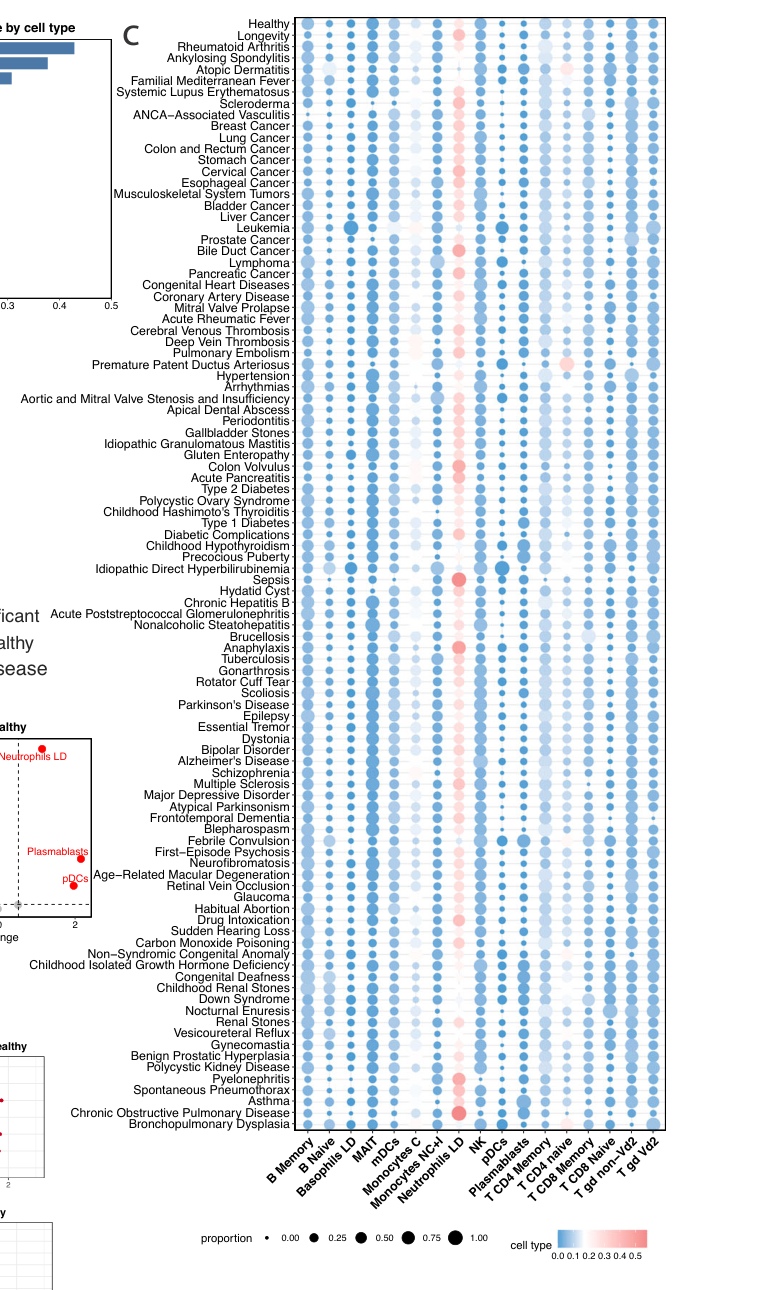 e by cell type
0.3 0.4 0.5
ficant
althy
sease
althy
Neutrophils LD
Plasmablasts
pDCs
0 2
nge
ealthy
2
y
C
Healthy
Longevity
Rheumatoid Arthritis
Ankylosing Spondylitis
Atopic Dermatitis
Familial Mediterranean Fever
Systemic Lupus Erythematosus
Scleroderma
ANCA−Associated Vasculitis
Breast Cancer
Lung Cancer
Colon and Rectum Cancer
Stomach Cancer
Cervical Cancer
Esophageal Cancer
Musculoskeletal System Tumors
Bladder Cancer
Liver Cancer
Leukemia
Prostate Cancer
Bile Duct Cancer
Lymphoma
Pancreatic Cancer
Congenital Heart Diseases
Coronary Artery Disease
Mitral Valve Prolapse
Acute Rheumatic Fever
Cerebral Venous Thrombosis
Deep Vein Thrombosis
Pulmonary Embolism
Premature Patent Ductus Arteriosus
Hypertension
Arrhythmias
Aortic and Mitral Valve Stenosis and Insufficiency
Apical Dental Abscess
Periodontitis
Gallbladder Stones
Idiopathic Granulomatous Mastitis
Gluten Enteropathy
Colon Volvulus
Acute Pancreatitis
Type 2 Diabetes
Polycystic Ovary Syndrome
Childhood Hashimoto's Thyroiditis
Type 1 Diabetes
Diabetic Complications
Childhood Hypothyroidism
Precocious Puberty
Idiopathic Direct Hyperbilirubinemia
Sepsis
Hydatid Cyst
Chronic Hepatitis B
Acute Poststreptococcal Glomerulonephritis
Nonalcoholic Steatohepatitis
Brucellosis
Anaphylaxis
Tuberculosis
Gonarthrosis
Rotator Cuff Tear
Scoliosis
Parkinson's Disease
Epilepsy
Essential Tremor
Dystonia
Bipolar Disorder
Alzheimer's Disease
Schizophrenia
Multiple Sclerosis
Major Depressive Disorder
Atypical Parkinsonism
Frontotemporal Dementia
Blepharospasm
Febrile Convulsion
First−Episode Psychosis
Neurofibromatosis
Age−Related Macular Degeneration
Retinal Vein Occlusion
Glaucoma
Habitual Abortion
Drug Intoxication
Sudden Hearing Loss
Carbon Monoxide Poisoning
Non−Syndromic Congenital Anomaly
Childhood Isolated Growth Hormone Deficiency
Congenital Deafness
Childhood Renal Stones
Down Syndrome
Nocturnal Enuresis
Renal Stones
Vesicoureteral Reflux
Gynecomastia
Benign Prostatic Hyperplasia
Polycystic Kidney Disease
Pyelonephritis
Spontaneous Pneumothorax
Asthma
Chronic Obstructive Pulmonary Disease
Bronchopulmonary Dysplasia
B Memory
B Naive
Basophils LD
MAIT
mDCs
Monocytes C
Monocytes NC+I
Neutrophils LD
NK
pDCs
Plasmablasts
T CD4 Memory
T CD4 naive
T CD8 Memory
T CD8 Naive
T gd non−Vd2
T gd Vd2
proportion 0.00 0.25 0.50 0.75 1.00
cell type
0.0 0.1 0.2 0.3 0.4 0.5